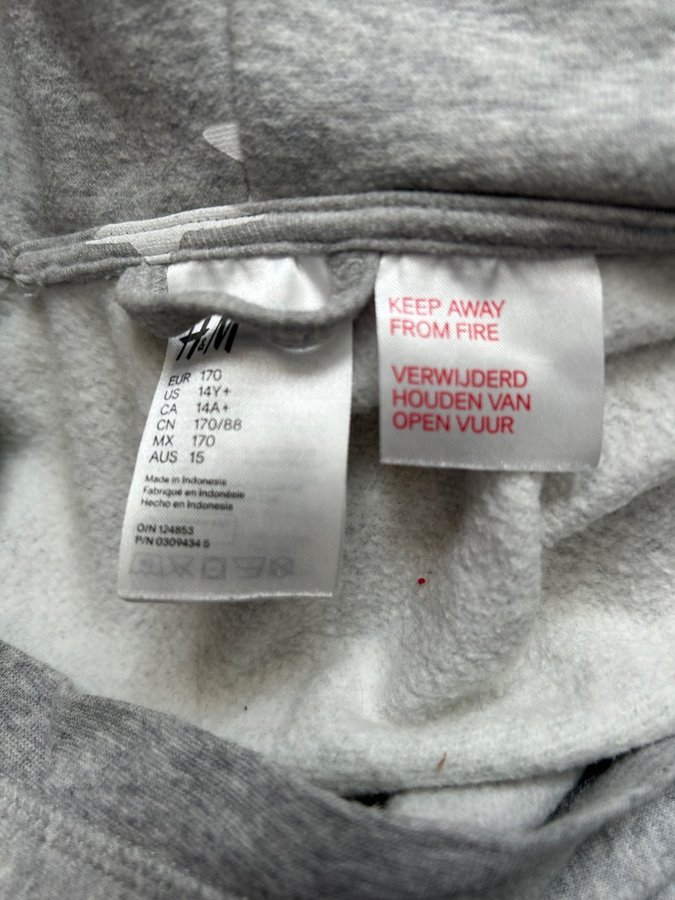 H&M
EUR 170
US 14Y+
CA 14A+
CN 170/88
MX 170
AUS 15
Made in Indonesia
Fabriqué en Indonésie
Hecho en Indonesia
O/N 124853
P/N 0309434 5
KEEP AWAY
FROM FIRE
VERWIJDERD
HOUDEN VAN
OPEN VUUR